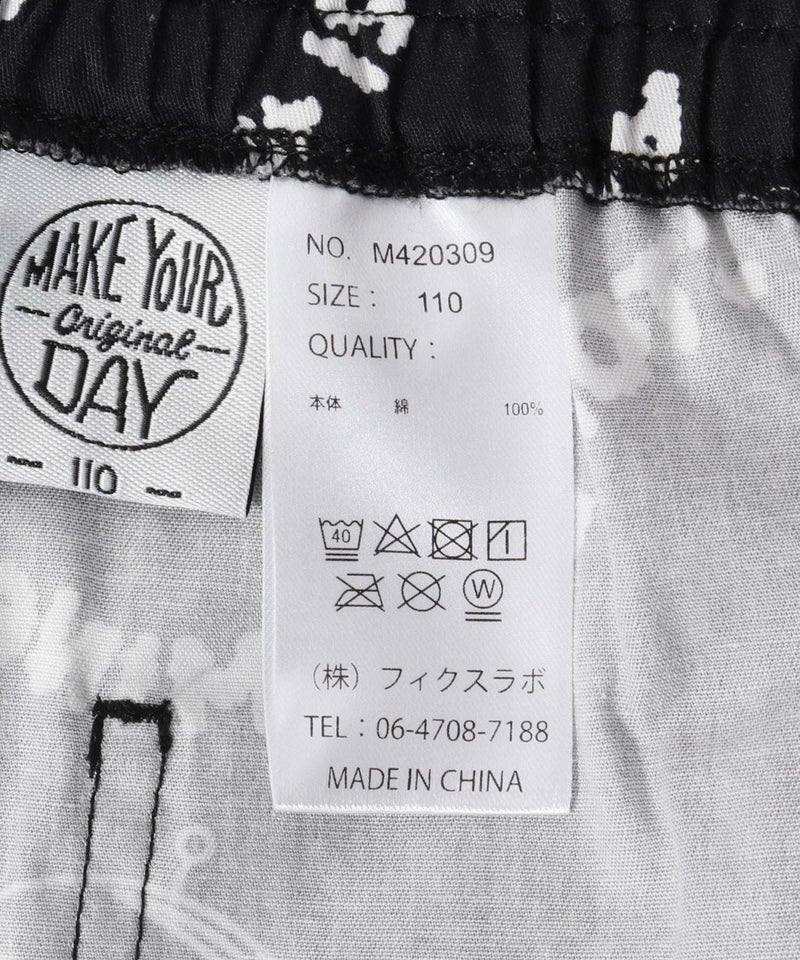 MAKE YOUR
Original
DAY
110
NO. M420309
SIZE : 110
QUALITY :
本体 綿 100%
40
W
（株）フィクスラボ
TEL : 06-4708-7188
MADE IN CHINA